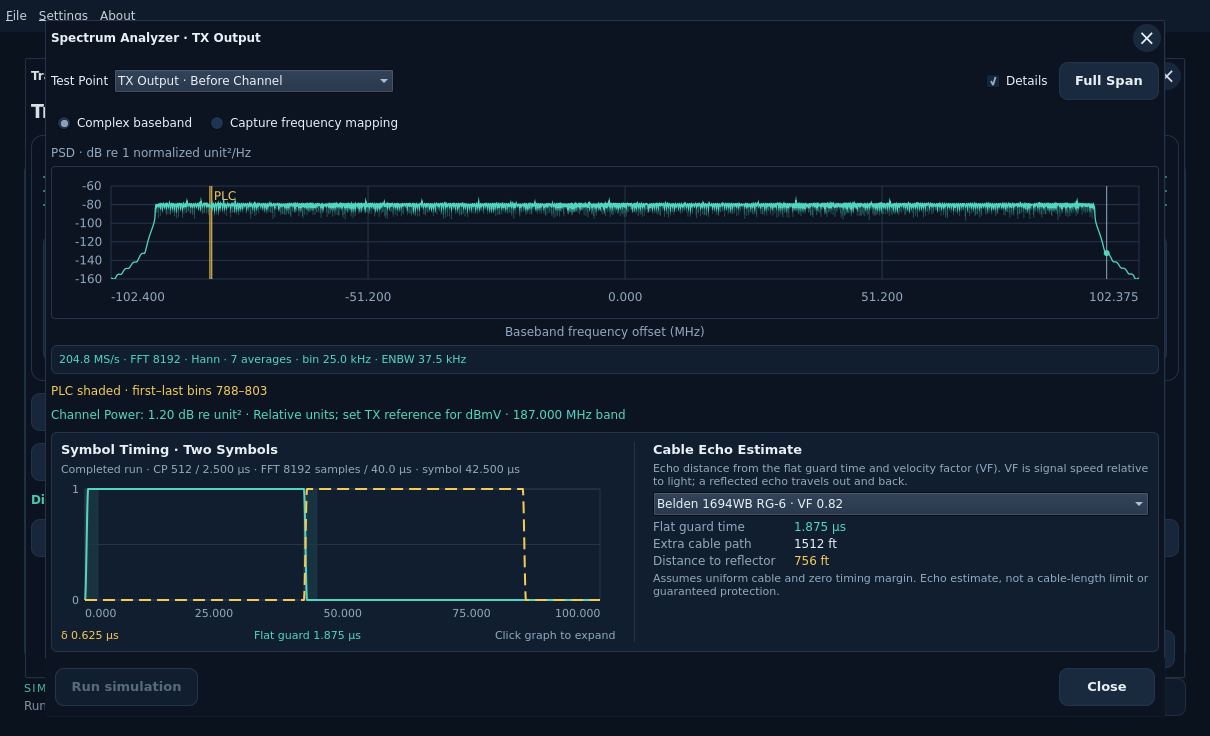 File Settings About
Spectrum Analyzer · TX Output
Test Point TX Output · Before Channel
√ Details Full Span
Complex baseband Capture frequency mapping
PSD · dB re 1 normalized unit²/Hz
-60
PLC
-80
-100
-120
-140
-160
-102.400 -51.200 0.000 51.200 102.375
Baseband frequency offset (MHz)
204.8 MS/s · FFT 8192 · Hann · 7 averages · bin 25.0 kHz · ENBW 37.5 kHz
PLC shaded · first–last bins 788–803
Channel Power: 1.20 dB re unit² · Relative units; set TX reference for dBmV · 187.000 MHz band
Symbol Timing · Two Symbols
Completed run · CP 512 / 2.500 µs · FFT 8192 samples / 40.0 µs · symbol 42.500 µs
1
0
0.000 25.000 50.000 75.000 100.000
δ 0.625 µs Flat guard 1.875 µs Click graph to expand
Cable Echo Estimate
Echo distance from the flat guard time and velocity factor (VF). VF is signal speed relative
to light; a reflected echo travels out and back.
Belden 1694WB RG-6 · VF 0.82
Flat guard time 1.875 µs
Extra cable path 1512 ft
Distance to reflector 756 ft
Assumes uniform cable and zero timing margin. Echo estimate, not a cable-length limit or
guaranteed protection.
Run simulation Close